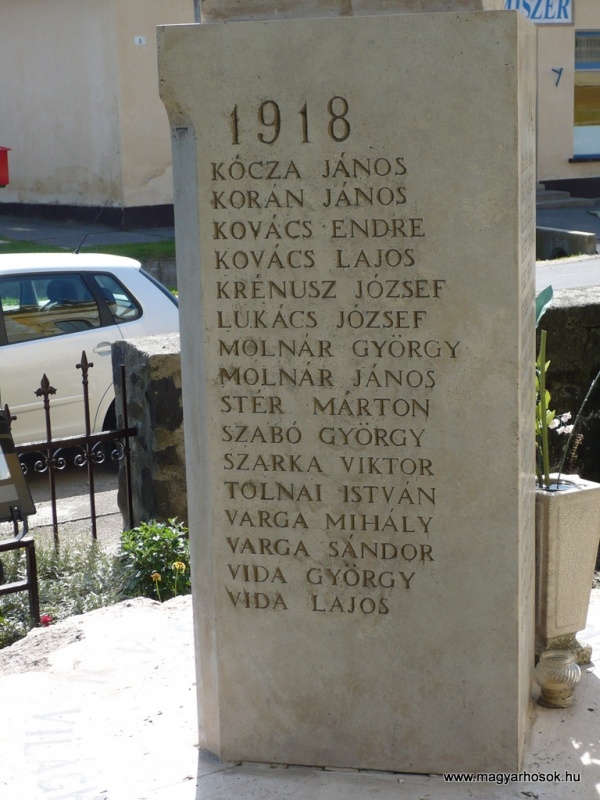 ISZER
1918
KÓCZA JÁNOS
KORÁN JÁNOS
KOVÁCS ENDRE
KOVÁCS LAJOS
KRÉNUSZ JÓZSEF
LUKÁCS JÓZSEF
MOLNÁR GYÖRGY
MOLNÁR JÁNOS
STÉR MÁRTON
SZABÓ GYÖRGY
SZARKA VIKTOR
TOLNAI ISTVÁN
VARGA MIHÁLY
VARGA SÁNDOR
VIDA GYÖRGY
VIDA LAJOS
www.magyarhosok.hu